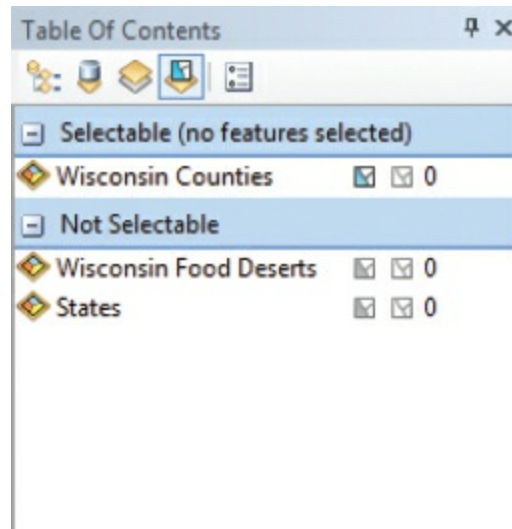 Table Of Contents
Selectable (no features selected)
Wisconsin Counties 0
Not Selectable
Wisconsin Food Deserts 0
States 0